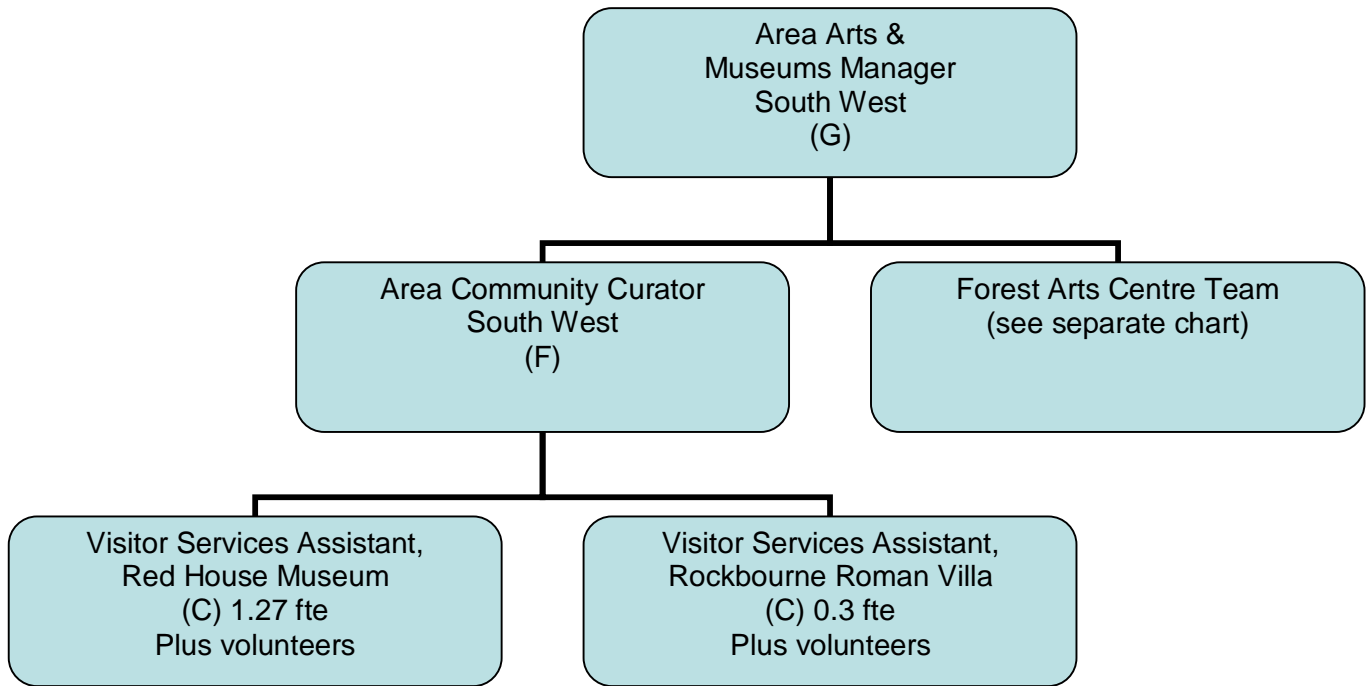 Area Arts &
Museums Manager
South West
(G)
Area Community Curator
South West
(F)
Forest Arts Centre Team
(see separate chart)
Visitor Services Assistant,
Red House Museum
(C) 1.27 fte
Plus volunteers
Visitor Services Assistant,
Rockbourne Roman Villa
(C) 0.3 fte
Plus volunteers